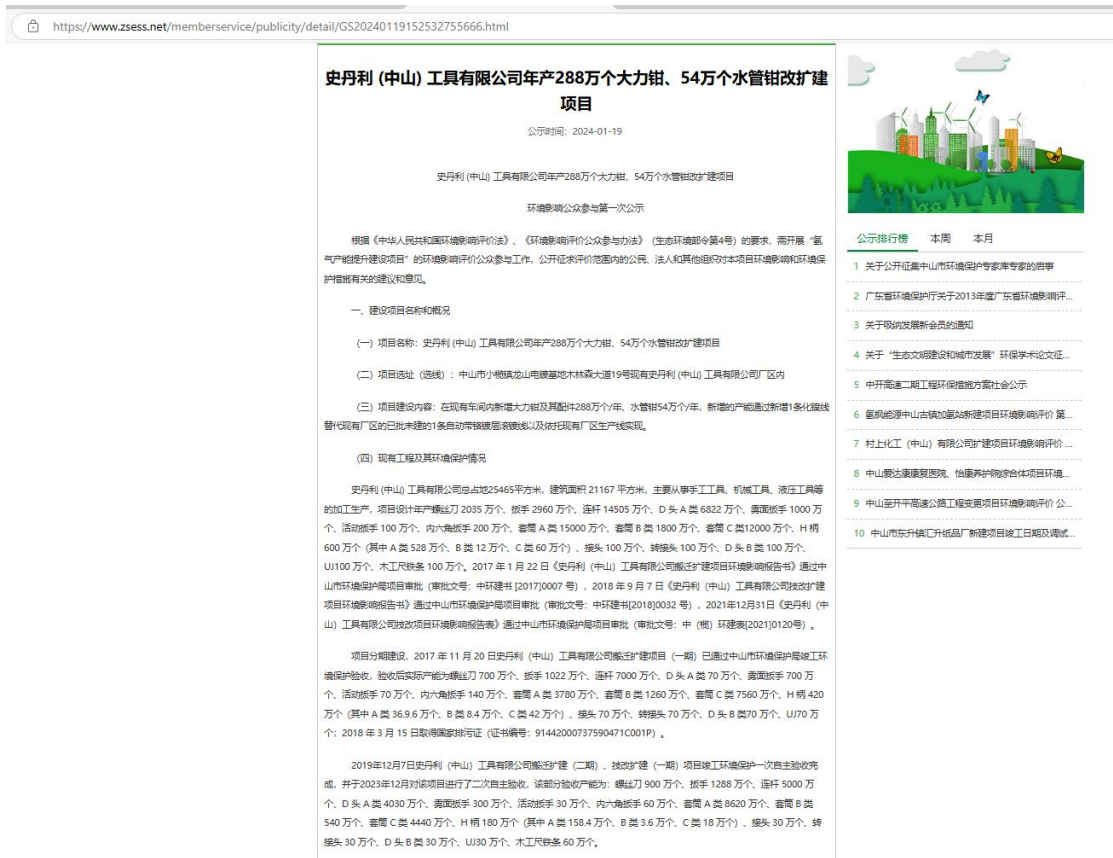 https://www.zsess.net/memberservice/publicity/detail/GS20240119152532755666.html
史丹利 (中山) 工具有限公司年产288万个大力钳、54万个水管钳改扩建
项目
公示时间：2024-01-19
史丹利 (中山) 工具有限公司年产288万个大力钳、54万个水管钳改扩建项目
环境影响公众参与第一次公示
根据《中华人民共和国环境影响评价法》、《环境影响评价公众参与办法》（生态环境部令第4号）的要求，需开展“氢
气产能提升建设项目”的环境影响评价公众参与工作，公开征求评价范围内的公民、法人和其他组织对本项目环境影响和环境保
护措施有关的建议和意见。
一、建设项目名称和概况
（一）项目名称：史丹利 (中山) 工具有限公司年产288万个大力钳、54万个水管钳改扩建项目
（二）项目选址（选线）：中山市小榄镇龙山电镀基地木林森大道19号现有史丹利 (中山) 工具有限公司厂区内
（三）项目建设内容：在现有车间内新增大力钳及其配件288万个/年、水管钳54万个/年，新增的产能通过新增1条化镍线
替代现有厂区的已批未建的1条自动带铬镀层滚镀线以及依托现有厂区生产线实现。
（四）现有工程及其环境保护情况
史丹利 (中山) 工具有限公司总占地25465平方米，建筑面积 21167 平方米，主要从事手工工具、机械工具、液压工具等
的加工生产，项目设计年产螺丝刀 2035 万个、扳手 2960 万个、连杆 14505 万个、D 头 A 类 6822 万个、雾面扳手 1000 万
个、活动扳手 100 万个、内六角扳手 200 万个、套筒 A 类 15000 万个、套筒 B 类 1800 万个、套筒 C 类12000 万个、H 柄
600 万个（其中 A 类 528 万个、B 类 12 万个、C 类 60 万个）、接头 100 万个、转接头 100 万个、D 头 B 类 100 万个、
UJ100 万个、木工尺铁条 100 万个。2017 年 1 月 22 日《史丹利（中山）工具有限公司搬迁扩建项目环境影响报告书》通过中
山市环境保护局项目审批（审批文号：中环建书 [2017]0007 号），2018 年 9 月 7 日《史丹利（中山）工具有限公司技改扩建
项目环境影响报告书》通过中山市环境保护局项目审批（审批文号：中环建书[2018]0032 号），2021年12月31日《史丹利（中
山）工具有限公司技改项目环境影响报告表》通过中山市环境保护局项目审批（审批文号：中（榄）环建表[2021]0120号）。
项目分期建设，2017 年 11 月 20 日史丹利（中山）工具有限公司搬迁扩建项目（一期）已通过中山市环境保护局竣工环
境保护验收，验收后实际产能为螺丝刀 700 万个、扳手 1022 万个、连杆 7000 万个、D 头 A 类 70 万个、雾面扳手 700 万
个、活动扳手 70 万个、内六角扳手 140 万个、套筒 A 类 3780 万个、套筒 B 类 1260 万个、套筒 C 类 7560 万个、H 柄 420
万个（其中 A 类 36.9.6 万个、B 类 8.4 万个、C 类 42 万个）、接头 70 万个、转接头 70 万个、D 头 B 类70 万个、UJ70 万
个；2018 年 3 月 15 日取得国家排污证（证书编号：91442000737590471C001P）。
2019年12月7日史丹利（中山）工具有限公司搬迁扩建（二期）、技改扩建（一期）项目竣工环境保护一次自主验收完
成，并于2023年12月对该项目进行了二次自主验收，该部分验收产能为：螺丝刀 900 万个、扳手 1288 万个、连杆 5000 万
个、D 头 A 类 4030 万个、雾面扳手 300 万个、活动扳手 30 万个、内六角扳手 60 万个、套筒 A 类 8620 万个、套筒 B 类
540 万个、套筒 C 类 4440 万个、H 柄 180 万个（其中 A 类 158.4 万个、B 类 3.6 万个、C 类 18 万个）、接头 30 万个、转
接头 30 万个、D 头 B 类 30 万个、UJ30 万个、木工尺铁条 60 万个。
公示排行榜 本周 本月
1 关于公开征集中山市环境保护专家库专家的启事
2 广东省环境保护厅关于2013年度广东省环境影响评...
3 关于吸纳发展新会员的通知
4 关于“生态文明建设和城市发展”环保学术论文征...
5 中开高速二期工程环保措施方案社会公示
6 氢枫能源中山古镇加氢站新建项目环境影响评价 第...
7 村上化工（中山）有限公司扩建项目环境影响评价 ...
8 中山爱达康康复医院、怡康养护院综合体项目环境...
9 中山至开平高速公路工程变更项目环境影响评价 公...
10 中山市东升镇汇升纸品厂新建项目竣工日期及调试...